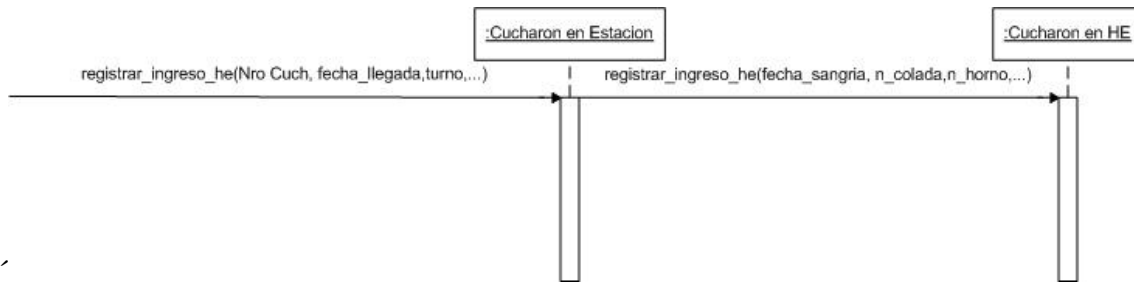 :Cucharon en Estacion
:Cucharon en HE
registrar_ingreso_he(Nro Cuch, fecha_llegada,turno,...)
registrar_ingreso_he(fecha_sangria, n_colada,n_horno,...)